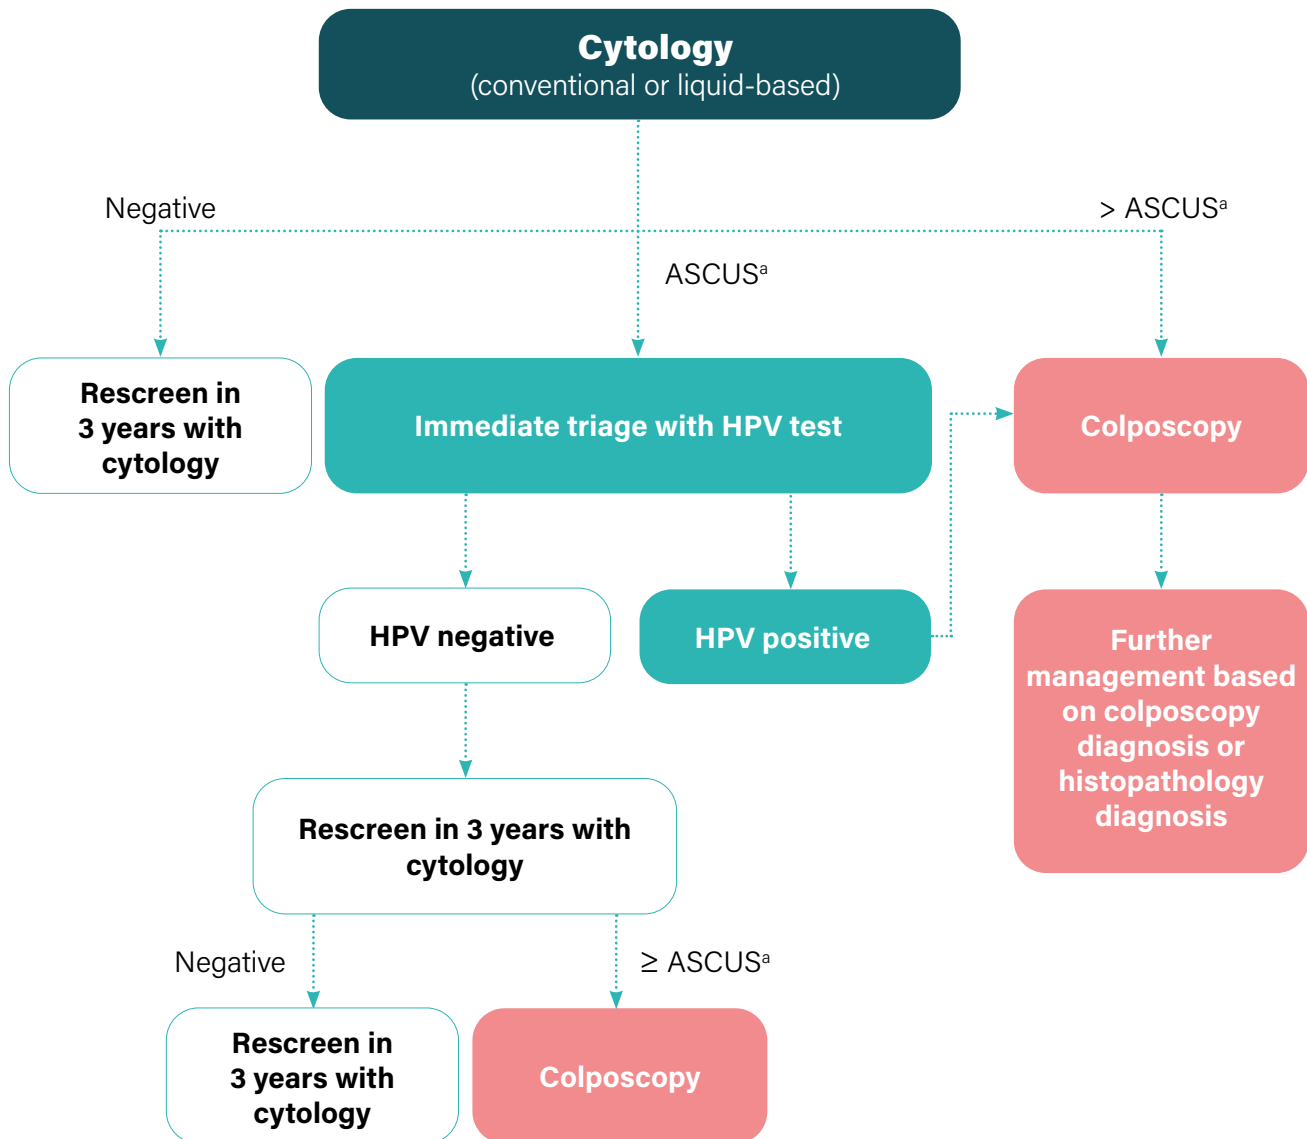 Cytology
(conventional or liquid-based)
Negative
> ASCUSᵃ
ASCUSᵃ
Rescreen in
3 years with
cytology
Immediate triage with HPV test
Colposcopy
HPV negative
HPV positive
Further
management based
on colposcopy
diagnosis or
histopathology
diagnosis
Rescreen in 3 years with
cytology
Negative
≥ ASCUSᵃ
Rescreen in
3 years with
cytology
Colposcopy